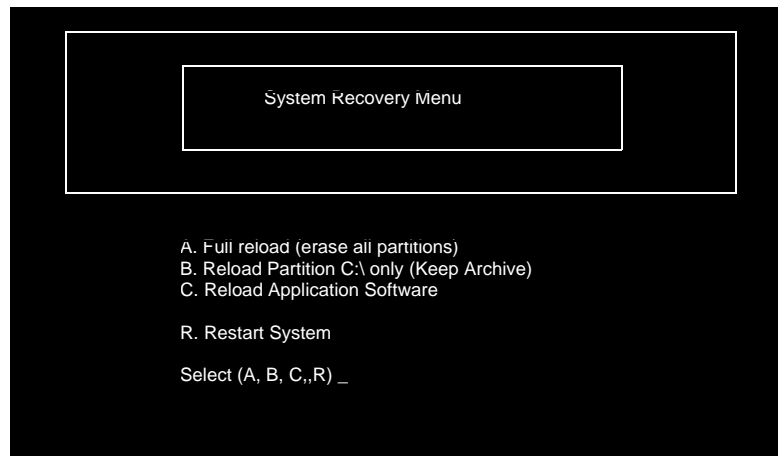 System Recovery Menu
A. Full reload (erase all partitions)
B. Reload Partition C:\ only (Keep Archive)
C. Reload Application Software
R. Restart System
Select (A, B, C,,R) _